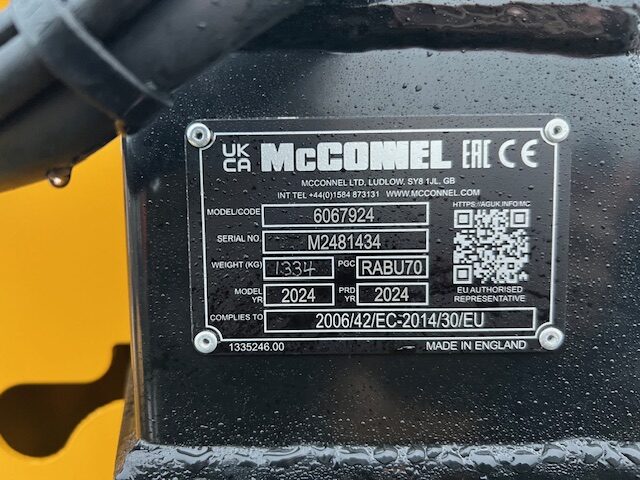 UK CA McCONNEL EAC CE
MCCONNEL LTD. LUDLOW, SY8 1JL, GB
INT TEL +44(0)1584 873131 WWW.MCCONNEL.COM
HTTPS://AGUK.INFO/MC
MODEL/CODE 6067924
SERIAL NO. M2481434
WEIGHT (KG) 1334 PGC RABU70
MODEL YR 2024 PRD YR 2024
EU AUTHORISED
REPRESENTATIVE
COMPLIES TO 2006/42/EC-2014/30/EU
1335246.00 MADE IN ENGLAND